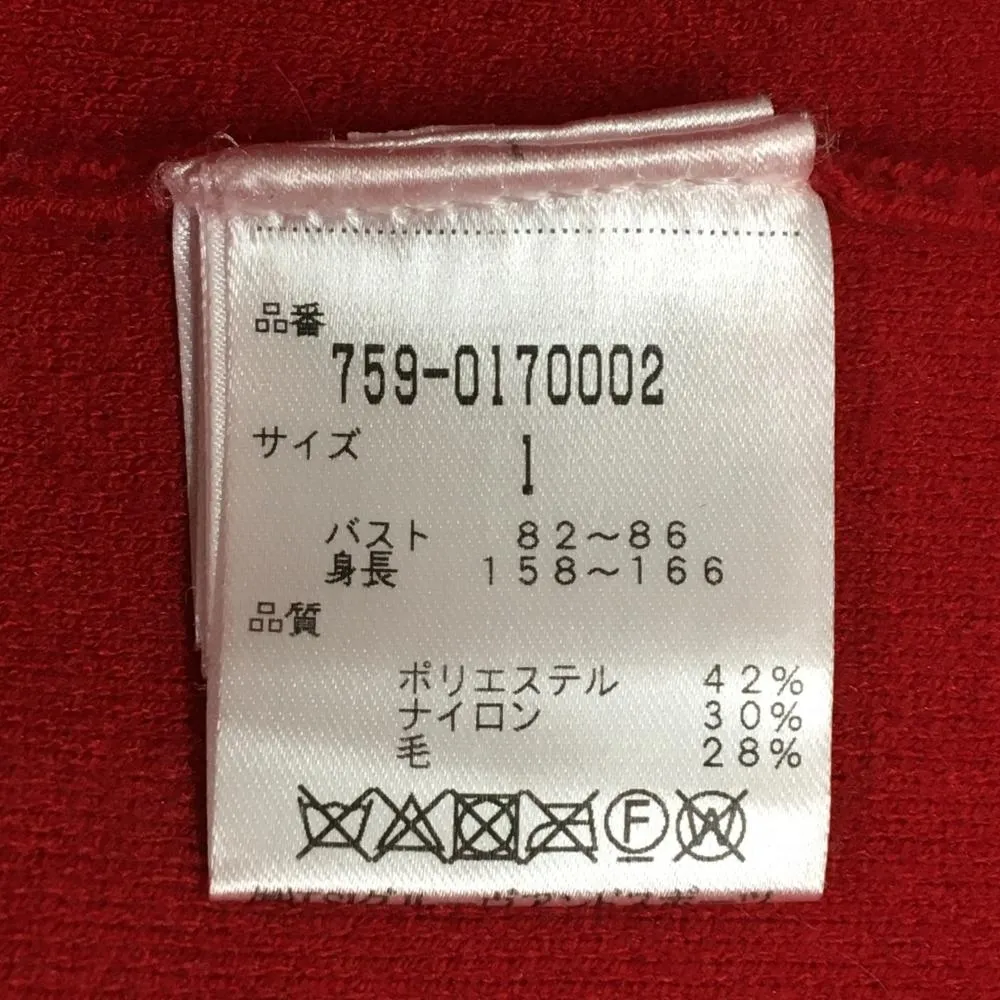 品番
759-0170002
サイズ
1
バスト 82～86
身長 158～166
品質
ポリエステル 42%
ナイロン 30%
毛 28%
F W